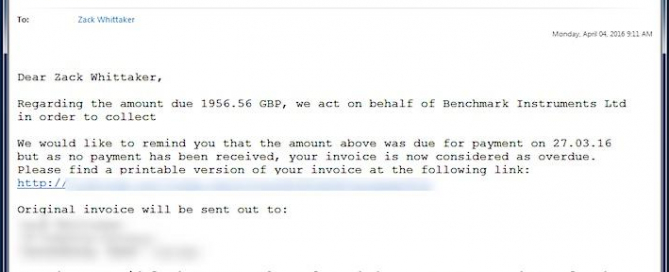 To: Zack Whittaker
Monday, April 04, 2016 9:11 AM
Dear Zack Whittaker,
Regarding the amount due 1956.56 GBP, we act on behalf of Benchmark Instruments Ltd
in order to collect
We would like to remind you that the amount above was due for payment on 27.03.16
but as no payment has been received, your invoice is now considered as overdue.
Please find a printable version of your invoice at the following link:
http://
Original invoice will be sent out to: